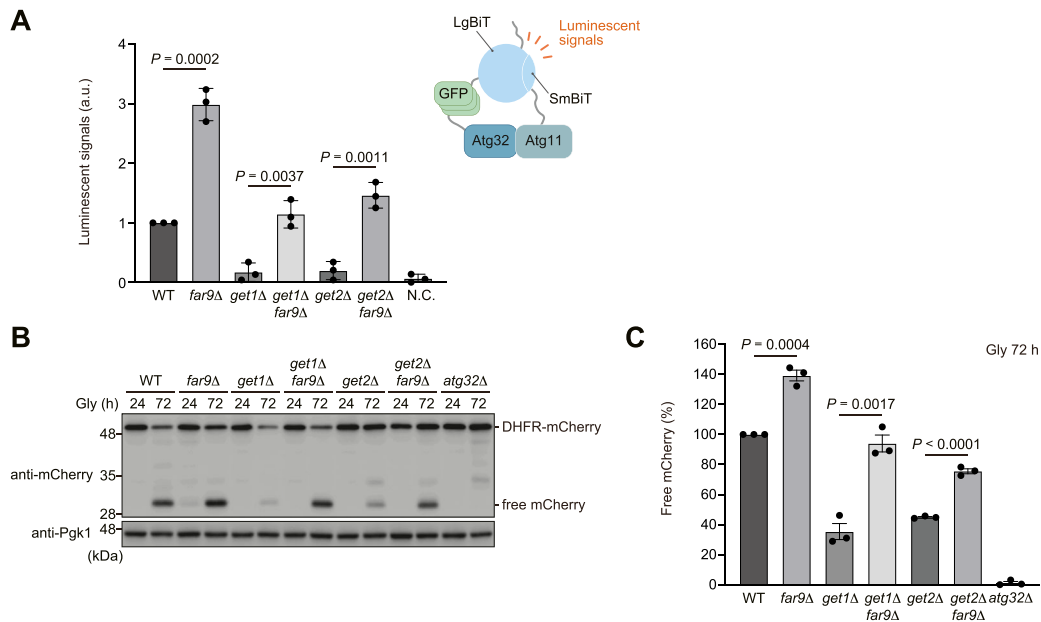 A
Luminescent signals (a.u.)
4
3
2
1
0
P = 0.0002
P = 0.0037
P = 0.0011
WT
far9Δ
get1Δ
get1Δ
far9Δ
get2Δ
get2Δ
far9Δ
N.C.
LgBiT
Luminescent
signals
GFP
SmBiT
Atg32
Atg11
B
WT
far9Δ
get1Δ
get1Δ
far9Δ
get2Δ
get2Δ
far9Δ
atg32Δ
Gly (h)
24 72 24 72 24 72 24 72 24 72 24 72 24 72
48
DHFR-mCherry
anti-mCherry
35
free mCherry
28
anti-Pgk1
48
(kDa)
C
Gly 72 h
Free mCherry (%)
160
140
120
100
80
60
40
20
0
P = 0.0004
P = 0.0017
P < 0.0001
WT
far9Δ
get1Δ
get1Δ
far9Δ
get2Δ
get2Δ
far9Δ
atg32Δ